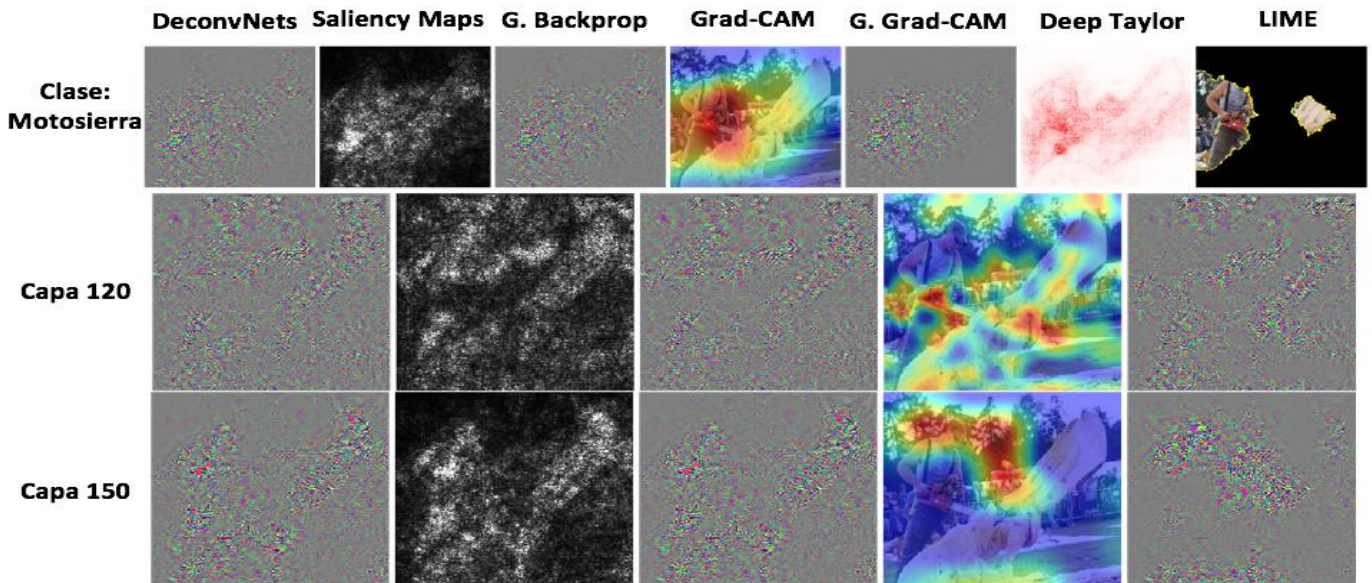 DeconvNets Saliency Maps G. Backprop Grad-CAM G. Grad-CAM Deep Taylor LIME
Clase:
Motosierra
Capa 120
Capa 150